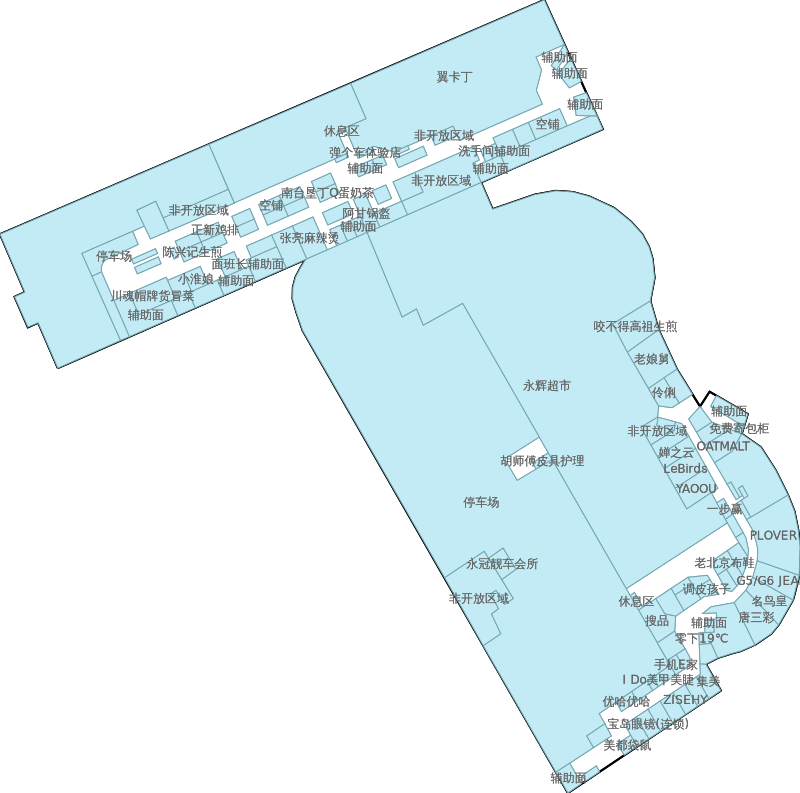 辅助面
翼卡丁
辅助面
辅助面
空铺
休息区
非开放区域
弹个车体验店
洗手间辅助面
辅助面
辅助面
非开放区域
南台垦丁Q蛋奶茶
非开放区域
空铺
阿甘锅盔
辅助面
正新鸡排
张亮麻辣烫
停车场
陈兴记生煎
面班长辅助面
小淮娘
辅助面
川魂帽牌货冒菜
辅助面
咬不得高祖生煎
老娘舅
永辉超市
伶俐
辅助面
免费寄包柜
非开放区域
OATMALT
婵之云
胡师傅皮具护理
LeBirds
YAOOU
停车场
一步赢
PLOVER
永冠靓车会所
老北京布鞋
G5/G6 JEA
调皮孩子
非开放区域
休息区
名鸟皇
唐三彩
搜品
辅助面
零下19℃
手机E家
I Do美甲美睫
集美
优哈优哈
ZISEHY
宝岛眼镜(连锁)
美都袋鼠
辅助面